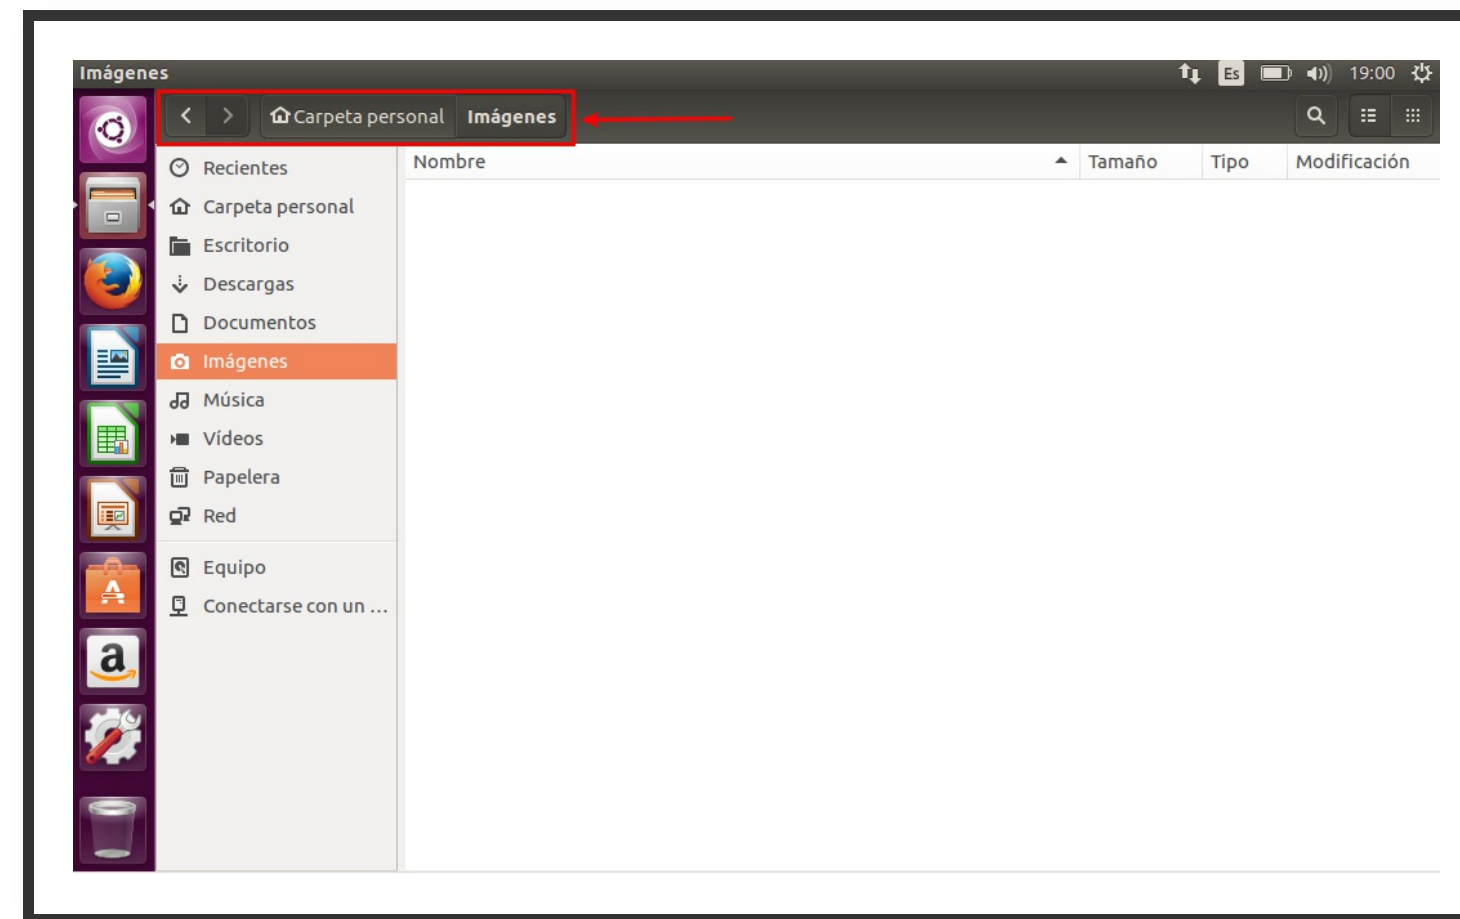 Imágenes
Es
19:00
Carpeta personal Imágenes
Nombre Tamaño Tipo Modificación
Recientes
Carpeta personal
Escritorio
Descargas
Documentos
Imágenes
Música
Vídeos
Papelera
Red
Equipo
Conectarse con un ...
A
a